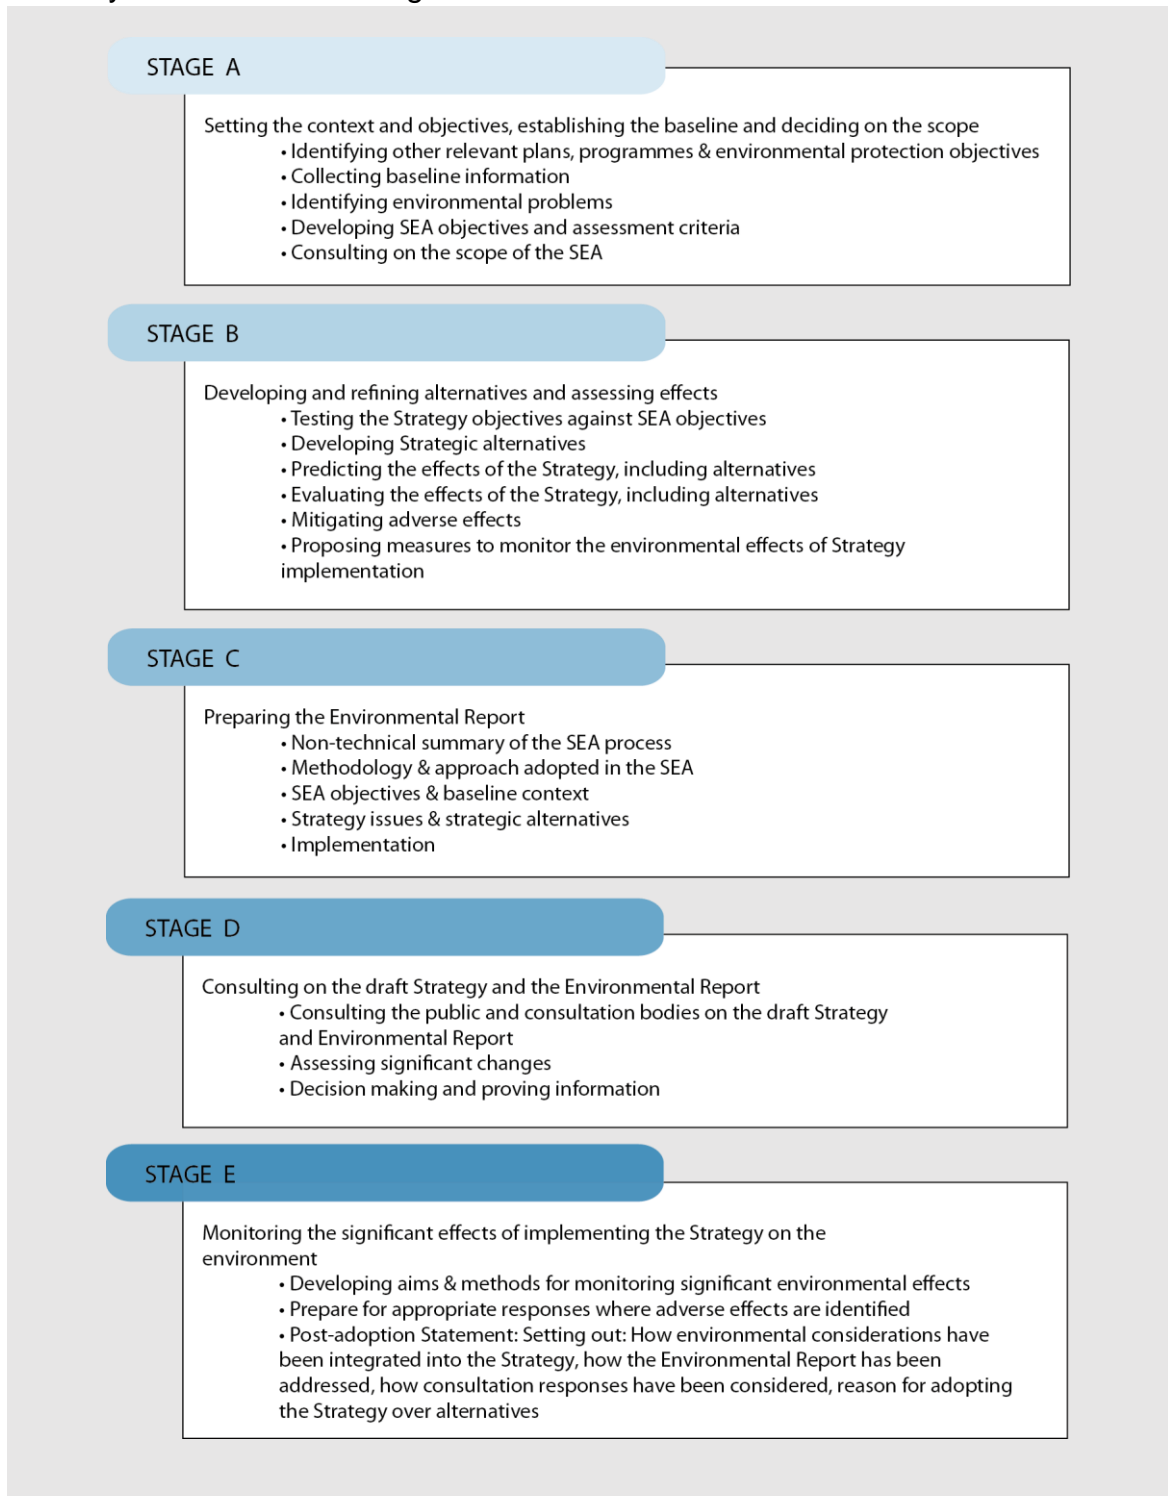 STAGE A
Setting the context and objectives, establishing the baseline and deciding on the scope
• Identifying other relevant plans, programmes & environmental protection objectives
• Collecting baseline information
• Identifying environmental problems
• Developing SEA objectives and assessment criteria
• Consulting on the scope of the SEA
STAGE B
Developing and refining alternatives and assessing effects
• Testing the Strategy objectives against SEA objectives
• Developing Strategic alternatives
• Predicting the effects of the Strategy, including alternatives
• Evaluating the effects of the Strategy, including alternatives
• Mitigating adverse effects
• Proposing measures to monitor the environmental effects of Strategy
implementation
STAGE C
Preparing the Environmental Report
• Non-technical summary of the SEA process
• Methodology & approach adopted in the SEA
• SEA objectives & baseline context
• Strategy issues & strategic alternatives
• Implementation
STAGE D
Consulting on the draft Strategy and the Environmental Report
• Consulting the public and consultation bodies on the draft Strategy
and Environmental Report
• Assessing significant changes
• Decision making and proving information
STAGE E
Monitoring the significant effects of implementing the Strategy on the
environment
• Developing aims & methods for monitoring significant environmental effects
• Prepare for appropriate responses where adverse effects are identified
• Post-adoption Statement: Setting out: How environmental considerations have
been integrated into the Strategy, how the Environmental Report has been
addressed, how consultation responses have been considered, reason for adopting
the Strategy over alternatives